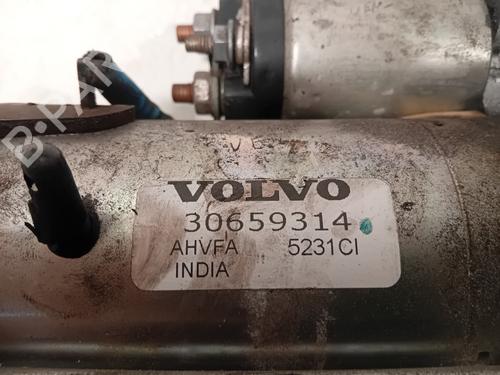 B-PARTS
VOLVO
30659314
AHVFA 5231CI
INDIA